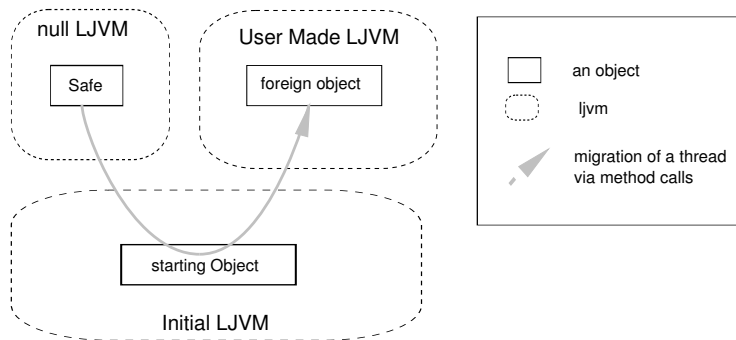 null LJVM
Safe
User Made LJVM
foreign object
starting Object
Initial LJVM
an object
ljvm
migration of a thread
via method calls